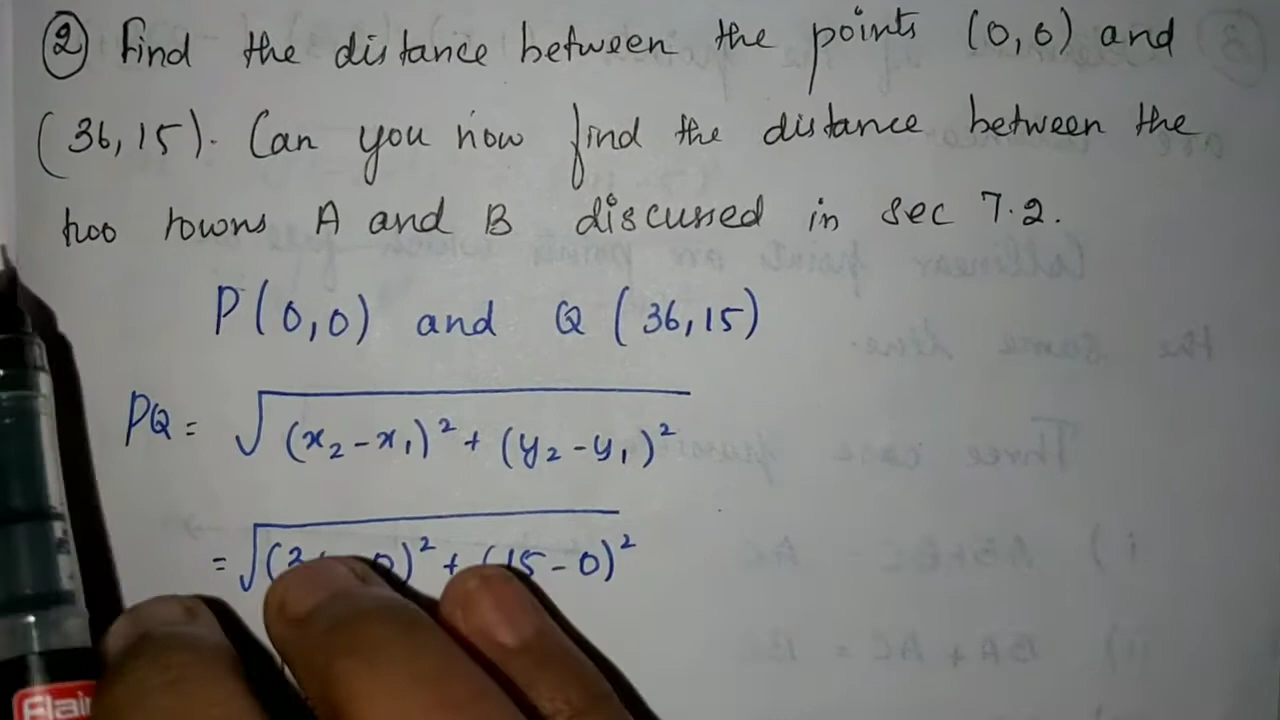 ② Find the distance between the points (0,0) and
(36,15). Can you now find the distance between the
two towns A and B discussed in sec 7.2.
P(0,0) and Q (36,15)
PQ = √(x₂-x₁)² + (y₂-y₁)²
= √( 0)² + (15-0)²
Flair